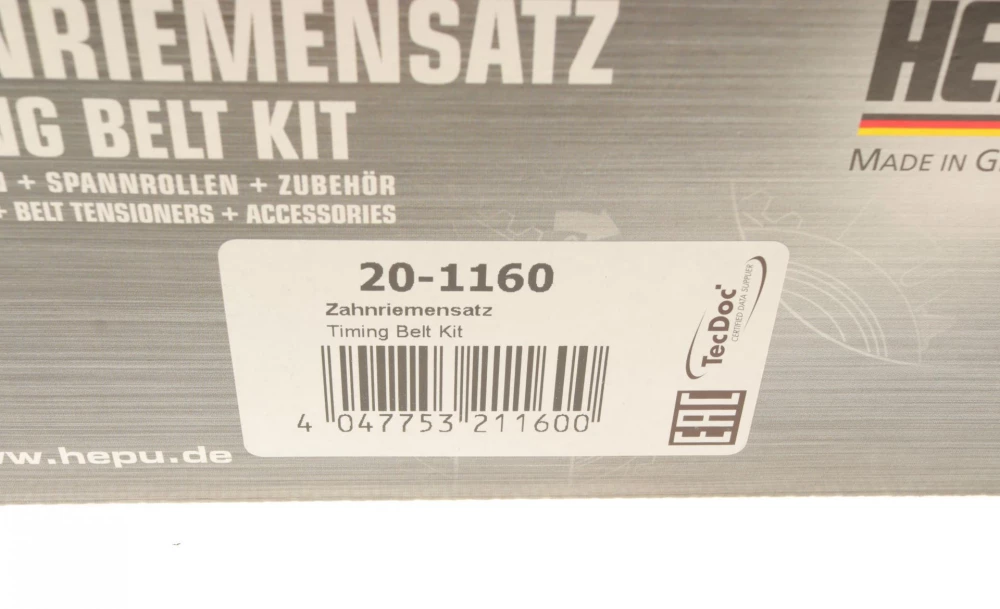 NRIEMENSATZ
NG BELT KIT
+ SPANNROLLEN + ZUBEHÖR
+ BELT TENSIONERS + ACCESSORIES
HE
MADE IN G
20-1160
Zahnriemensatz
Timing Belt Kit
4 047753 211600
TecDoc
CERTIFIED DATA SUPPLIER
EAC
www.hepu.de